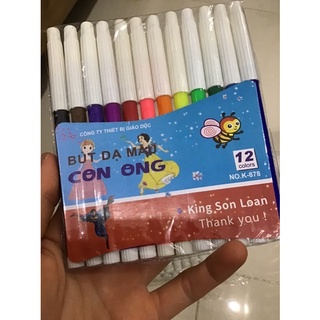 CÔNG TY THIẾT BỊ GIÁO DỤC
BÚT DẠ MÀU
CON ONG
12
colors
NO.K-678
King Son Loan
Thank you !